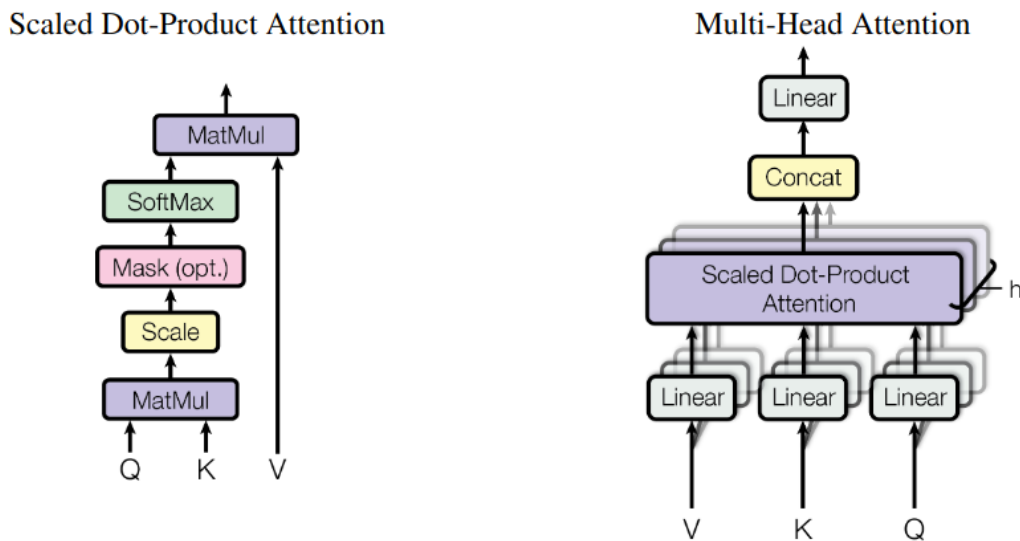 Scaled Dot-Product Attention
MatMul
SoftMax
Mask (opt.)
Scale
MatMul
Q K V
Multi-Head Attention
Linear
Concat
Scaled Dot-Product
Attention
h
Linear Linear Linear
V K Q